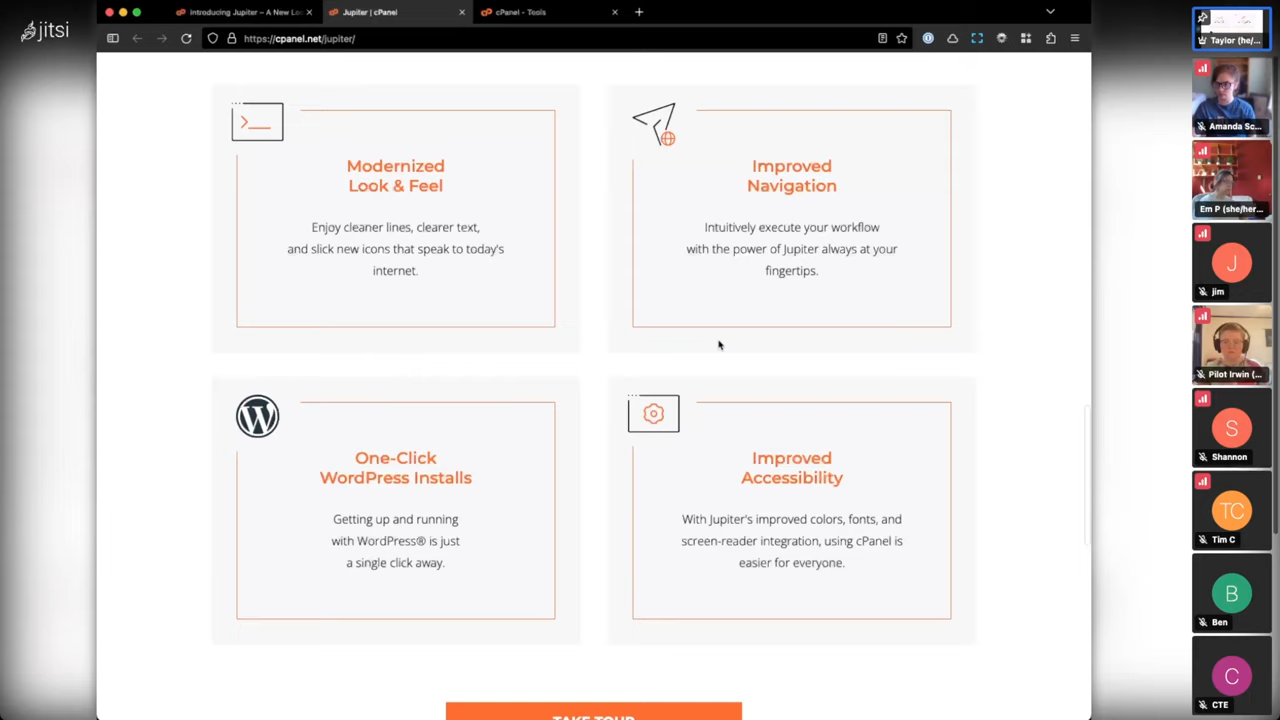 jitsi
Introducing Jupiter – A New Lo
Jupiter | cPanel
cPanel - Tools
https://cpanel.net/jupiter/
Modernized
Look & Feel
Enjoy cleaner lines, clearer text,
and slick new icons that speak to today's
internet.
Improved
Navigation
Intuitively execute your workflow
with the power of Jupiter always at your
fingertips.
One-Click
WordPress Installs
Getting up and running
with WordPress® is just
a single click away.
Improved
Accessibility
With Jupiter's improved colors, fonts, and
screen-reader integration, using cPanel is
easier for everyone.
TAKE TOUR
Taylor (he/...
Amanda Sc...
Em P (she/her...
J
jim
Pilot Irwin (...
S
Shannon
TC
Tim C
B
Ben
C
CTE